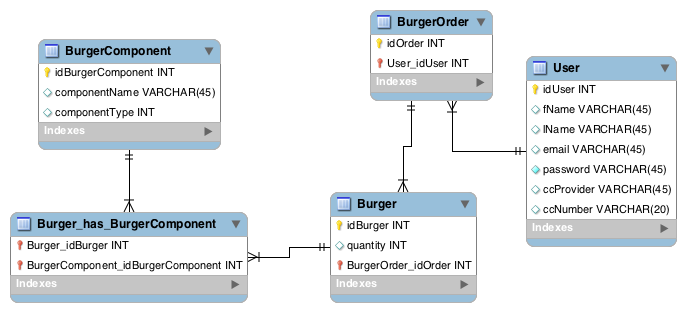 BurgerComponent
idBurgerComponent INT
componentName VARCHAR(45)
componentType INT
Indexes
BurgerOrder
idOrder INT
User_idUser INT
Indexes
User
idUser INT
fName VARCHAR(45)
lName VARCHAR(45)
email VARCHAR(45)
password VARCHAR(45)
ccProvider VARCHAR(45)
ccNumber VARCHAR(20)
Indexes
Burger_has_BurgerComponent
Burger_idBurger INT
BurgerComponent_idBurgerComponent INT
Indexes
Burger
idBurger INT
quantity INT
BurgerOrder_idOrder INT
Indexes